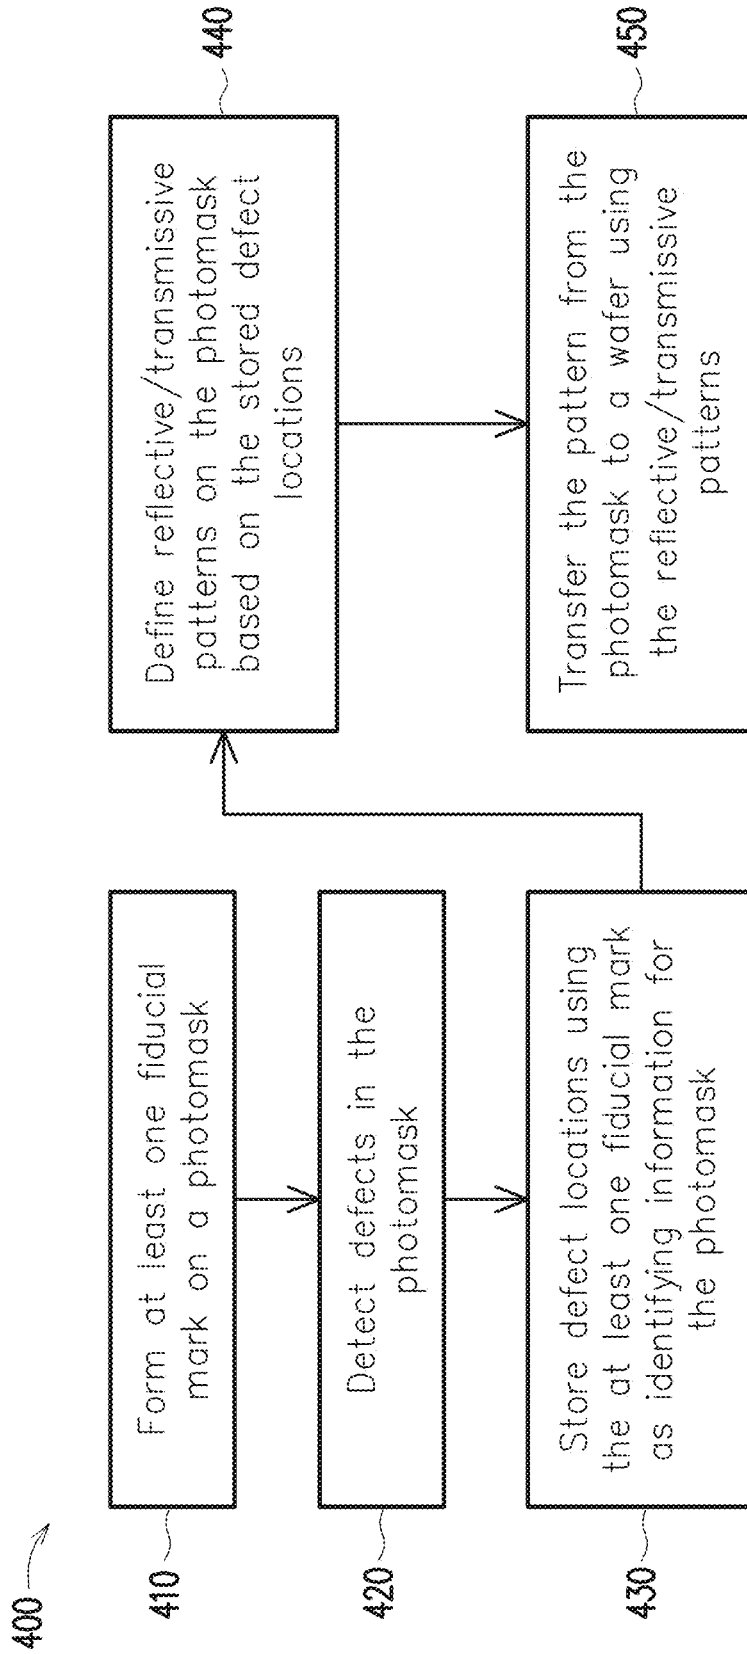 400
410
Form at least one fiducial
mark on a photomask
420
Detect defects in the
photomask
430
Store defect locations using
the at least one fiducial mark
as identifying information for
the photomask
440
Define reflective/transmissive
patterns on the photomask
based on the stored defect
locations
450
Transfer the pattern from the
photomask to a wafer using
the reflective/transmissive
patterns